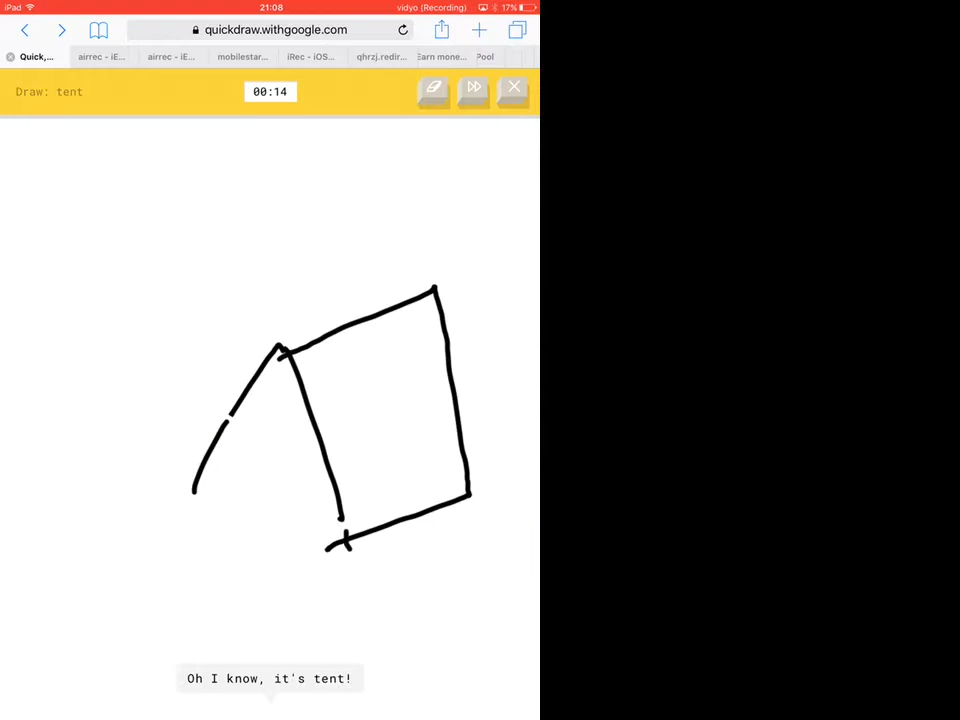 iPad 21:08 vidyo (Recording) 17%
quickdraw.withgoogle.com
Quick,... airrec - iE... airrec - iE... mobilestar... iRec - iOS... qhrzj.redir... Earn mone... Pool
Draw: tent 00:14
Oh I know, it's tent!